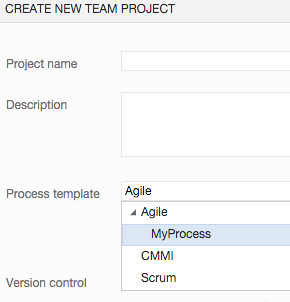 CREATE NEW TEAM PROJECT
Project name
Description
Process template
Agile
Agile
MyProcess
CMMI
Scrum
Version control